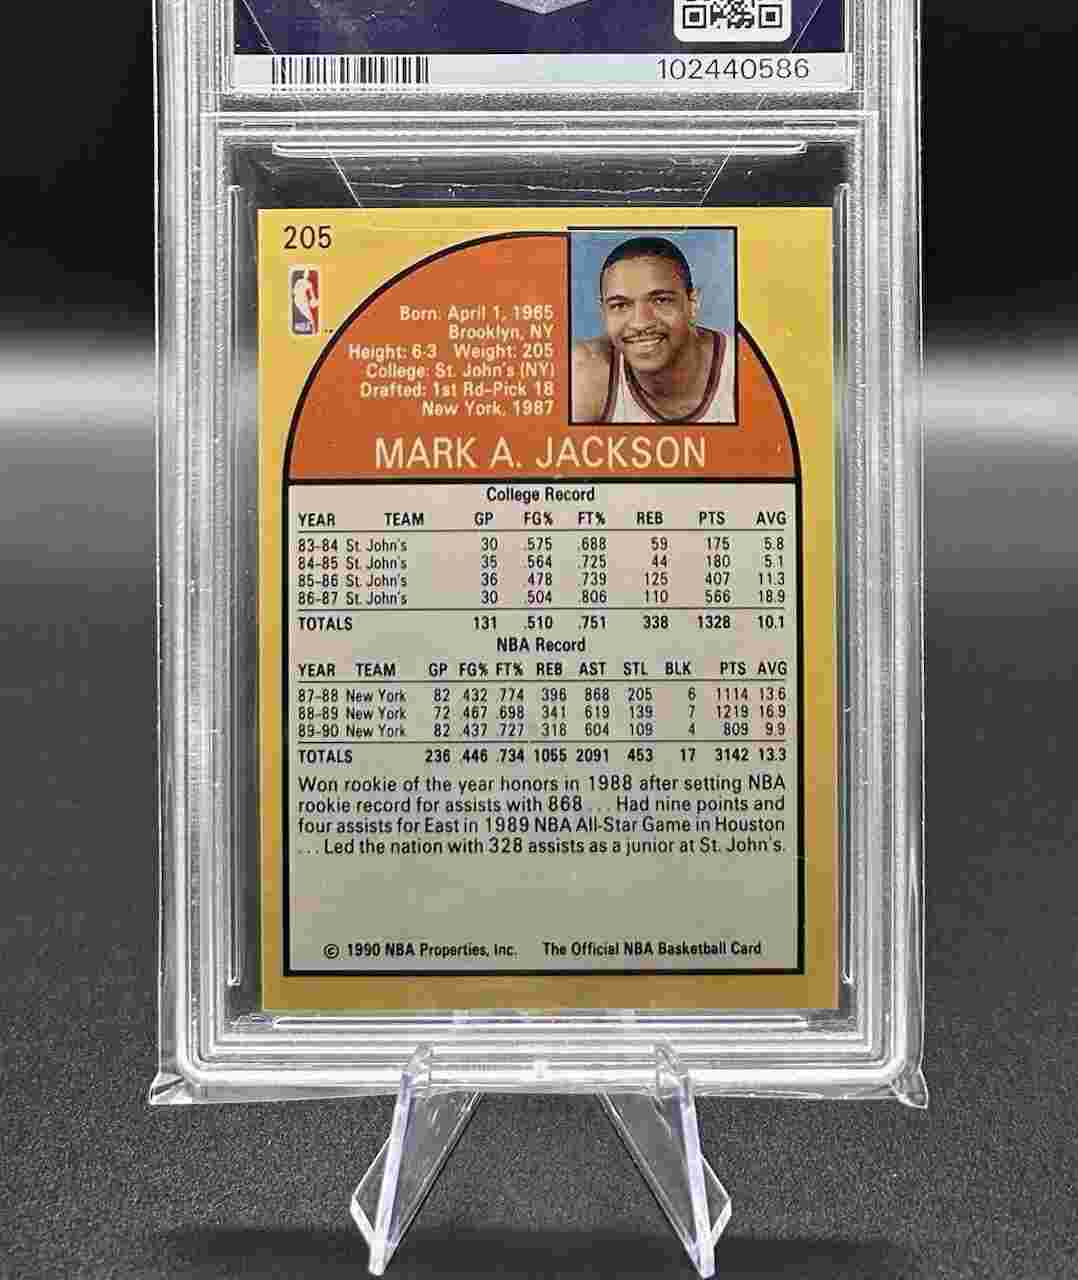 102440586
205
NBA
Born: April 1, 1965
Brooklyn, NY
Height: 6-3 Weight: 205
College: St. John's (NY)
Drafted: 1st Rd-Pick 18
New York, 1987
MARK A. JACKSON
College Record
YEAR TEAM GP FG% FT% REB PTS AVG
83-84 St. John's 30 .575 .688 59 175 5.8
84-85 St. John's 35 .564 .725 44 180 5.1
85-86 St. John's 36 .478 .739 125 407 11.3
86-87 St. John's 30 .504 .806 110 566 18.9
TOTALS 131 .510 .751 338 1328 10.1
NBA Record
YEAR TEAM GP FG% FT% REB AST STL BLK PTS AVG
87-88 New York 82 .432 .774 396 868 205 6 1114 13.6
88-89 New York 72 .467 .698 341 619 139 7 1219 16.9
89-90 New York 82 .437 .727 318 604 109 4 809 9.9
TOTALS 236 .446 .734 1055 2091 453 17 3142 13.3
Won rookie of the year honors in 1988 after setting NBA
rookie record for assists with 868 ... Had nine points and
four assists for East in 1989 NBA All-Star Game in Houston
... Led the nation with 328 assists as a junior at St. John's.
© 1990 NBA Properties, Inc. The Official NBA Basketball Card